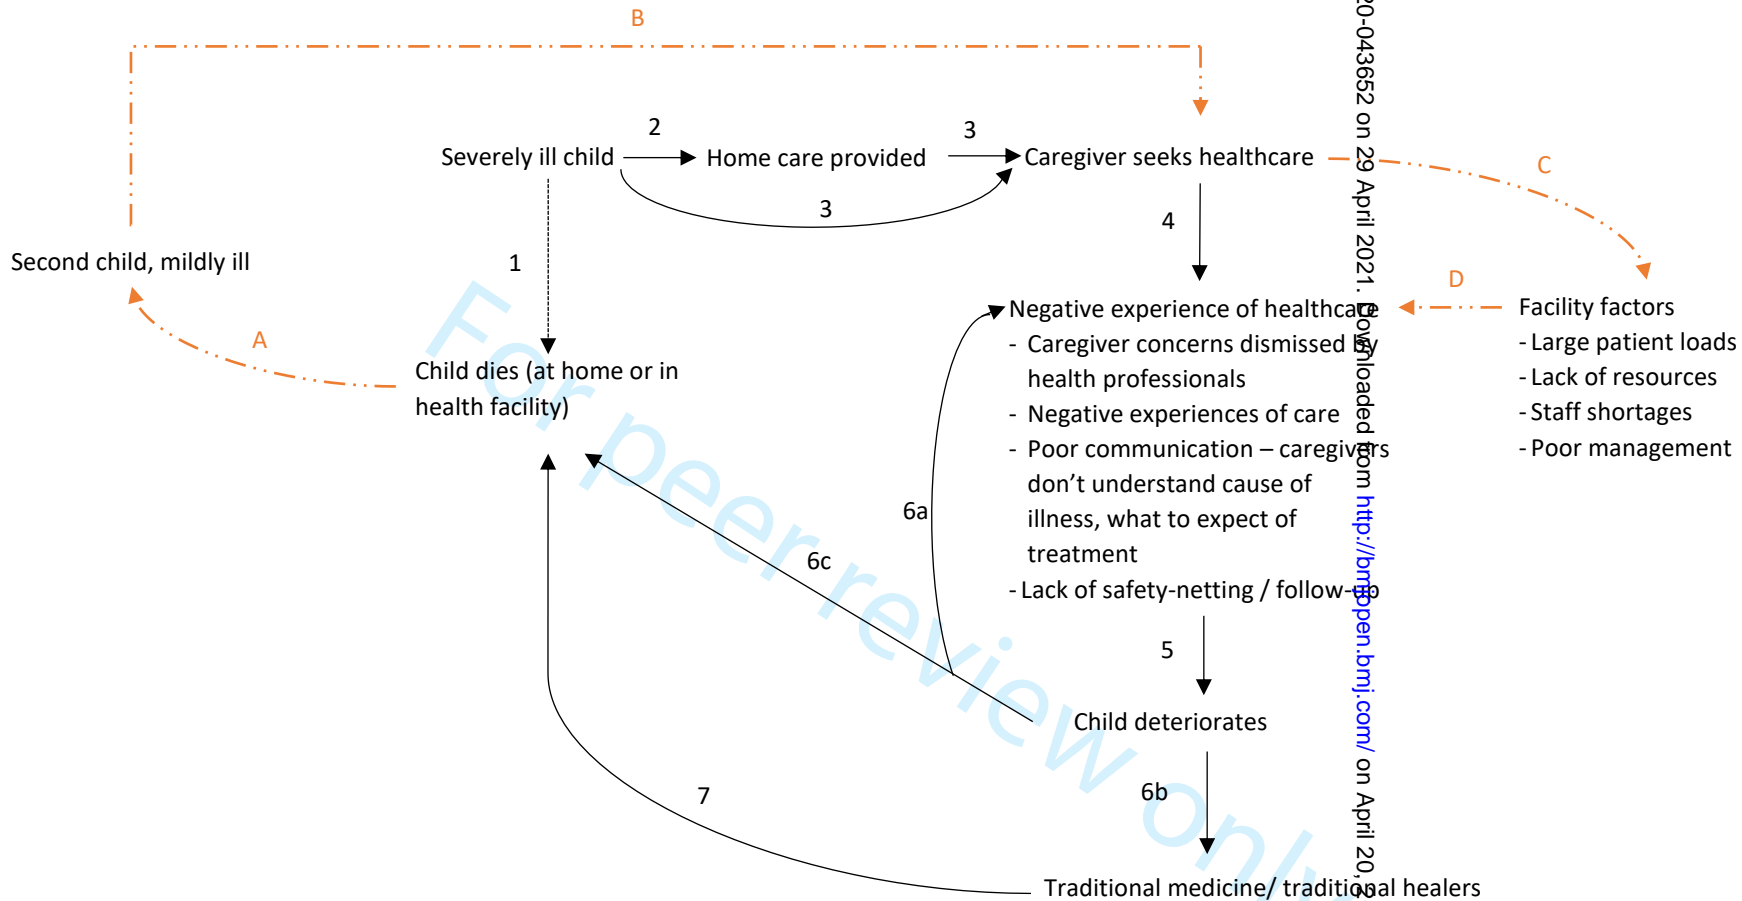 B
2
3
Severely ill child
Home care provided
Caregiver seeks healthcare
C
3
4
Second child, mildly ill
1
D
A
Negative experience of healthcare
- Caregiver concerns dismissed by
health professionals
- Negative experiences of care
- Poor communication – caregivers
don't understand cause of
illness, what to expect of
treatment
- Lack of safety-netting / follow-up
Facility factors
- Large patient loads
- Lack of resources
- Staff shortages
- Poor management
Child dies (at home or in
health facility)
6a
6c
5
Child deteriorates
6b
7
Traditional medicine/ traditional healers
For peer review only
20-043652 on 29 April 2021. Downloaded from http://bmjopen.bmj.com/ on April 20, 2